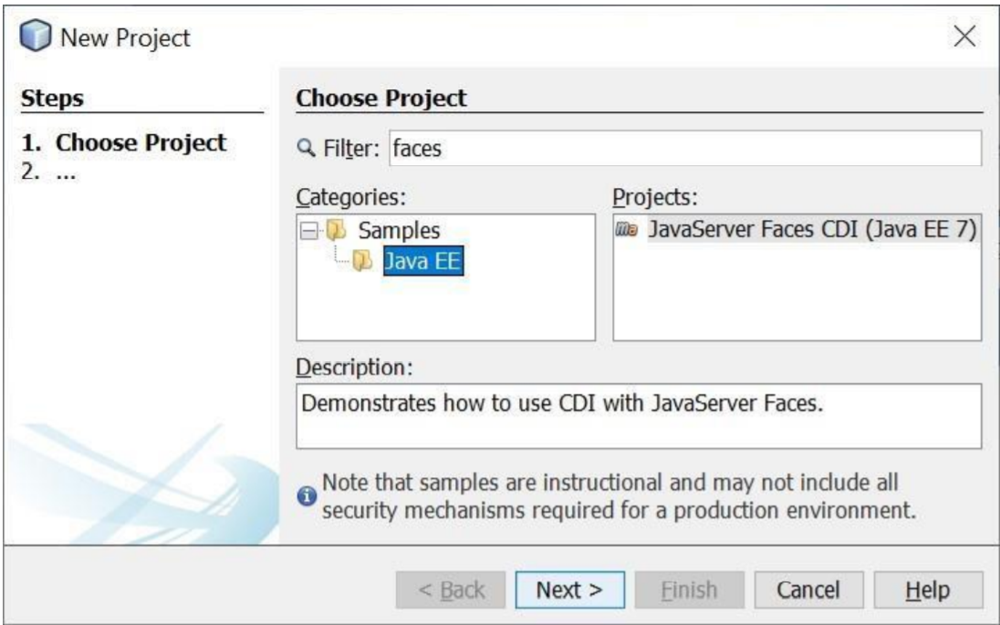 New Project
Steps
1. Choose Project
2. ...
Choose Project
Filter: faces
Categories:
Samples
Java EE
Projects:
JavaServer Faces CDI (Java EE 7)
Description:
Demonstrates how to use CDI with JavaServer Faces.
Note that samples are instructional and may not include all
security mechanisms required for a production environment.
< Back
Next >
Finish
Cancel
Help